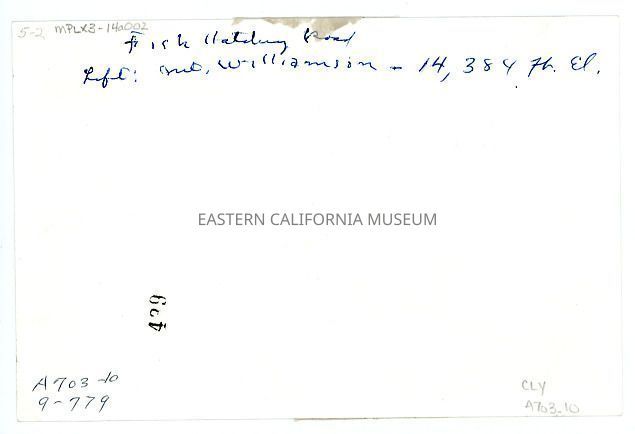 5-2 MPLX3-14a002
Fish Hatchery Road
Left: Mt. Williamson - 14,384 ft. El.
EASTERN CALIFORNIA MUSEUM
429
A703-10
9-779
CLY
A703-10